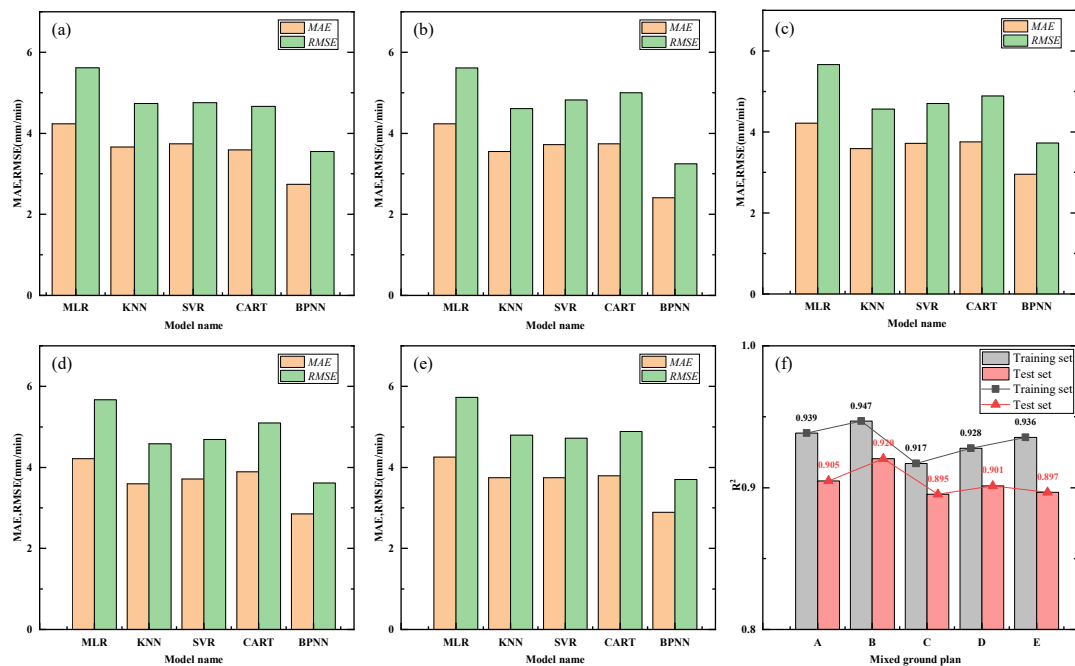 (a)
MAE
RMSE
MAE,RMSE(mm/min)
6
4
2
0
MLR KNN SVR CART BPNN
Model name
(b)
MAE
RMSE
MAE,RMSE(mm/min)
6
4
2
0
MLR KNN SVR CART BPNN
Model name
(c)
MAE
RMSE
MAE,RMSE(mm/min)
6
4
2
0
MLR KNN SVR CART BPNN
Model name
(d)
MAE
RMSE
MAE,RMSE(mm/min)
6
4
2
0
MLR KNN SVR CART BPNN
Model name
(e)
MAE
RMSE
MAE,RMSE(mm/min)
6
4
2
0
MLR KNN SVR CART BPNN
Model name
(f)
Training set
Test set
Training set
Test set
R²
1.0
0.9
0.8
0.939 0.947 0.917 0.928 0.936
0.905 0.920 0.895 0.901 0.897
A B C D E
Mixed ground plan